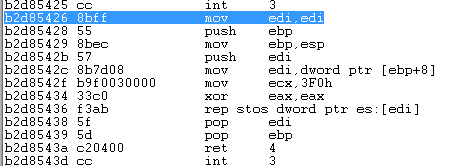 b2d85425 cc int 3
b2d85426 8bff mov edi,edi
b2d85428 55 push ebp
b2d85429 8bec mov ebp,esp
b2d8542b 57 push edi
b2d8542c 8b7d08 mov edi,dword ptr [ebp+8]
b2d8542f b9f0030000 mov ecx,3F0h
b2d85434 33c0 xor eax,eax
b2d85436 f3ab rep stos dword ptr es:[edi]
b2d85438 5f pop edi
b2d85439 5d pop ebp
b2d8543a c20400 ret 4
b2d8543d cc int 3